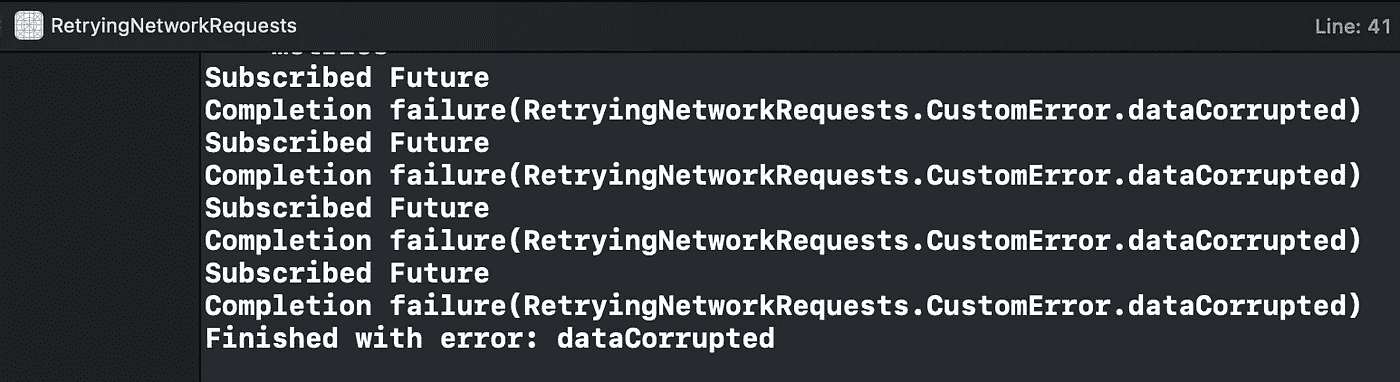 RetryingNetworkRequests
Line: 41
Subscribed Future
Completion failure(RetryingNetworkRequests.CustomError.dataCorrupted)
Subscribed Future
Completion failure(RetryingNetworkRequests.CustomError.dataCorrupted)
Subscribed Future
Completion failure(RetryingNetworkRequests.CustomError.dataCorrupted)
Subscribed Future
Completion failure(RetryingNetworkRequests.CustomError.dataCorrupted)
Finished with error: dataCorrupted